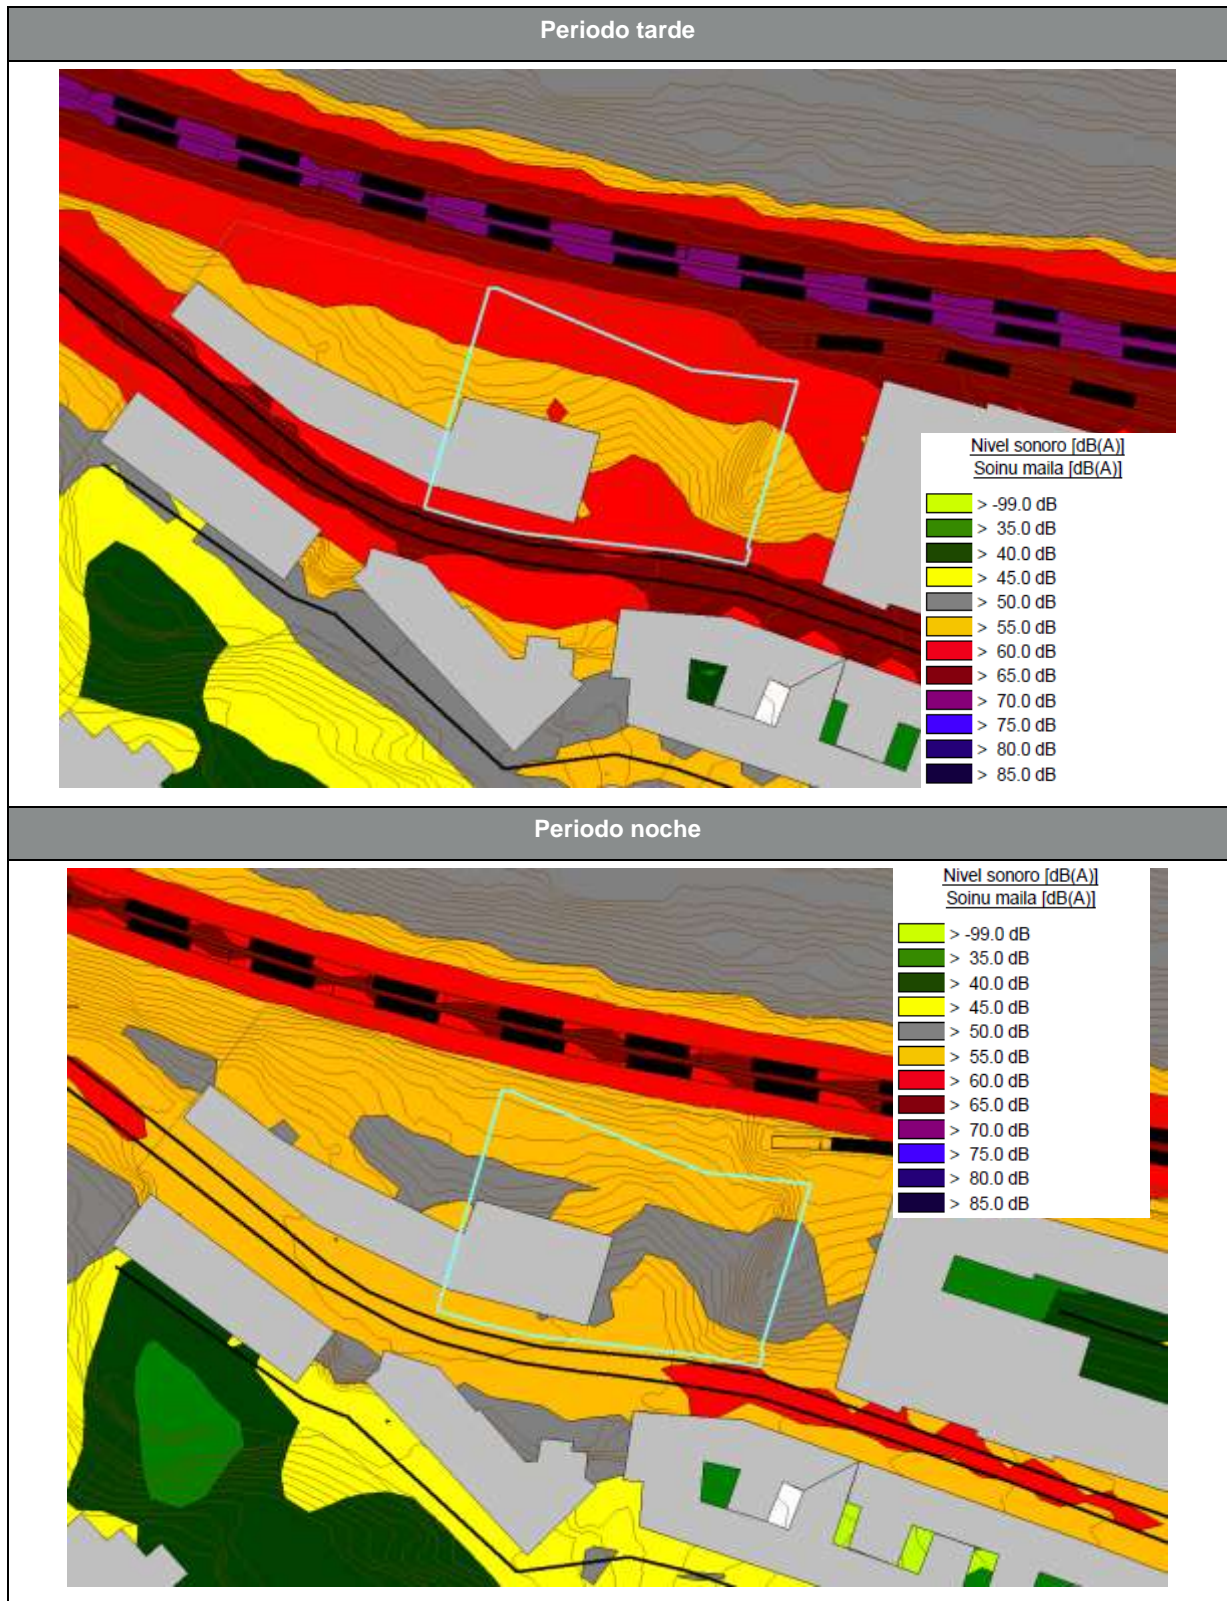 Periodo tarde
Nivel sonoro [dB(A)]
Soinu maila [dB(A)]
> -99.0 dB
> 35.0 dB
> 40.0 dB
> 45.0 dB
> 50.0 dB
> 55.0 dB
> 60.0 dB
> 65.0 dB
> 70.0 dB
> 75.0 dB
> 80.0 dB
> 85.0 dB
Periodo noche
Nivel sonoro [dB(A)]
Soinu maila [dB(A)]
> -99.0 dB
> 35.0 dB
> 40.0 dB
> 45.0 dB
> 50.0 dB
> 55.0 dB
> 60.0 dB
> 65.0 dB
> 70.0 dB
> 75.0 dB
> 80.0 dB
> 85.0 dB